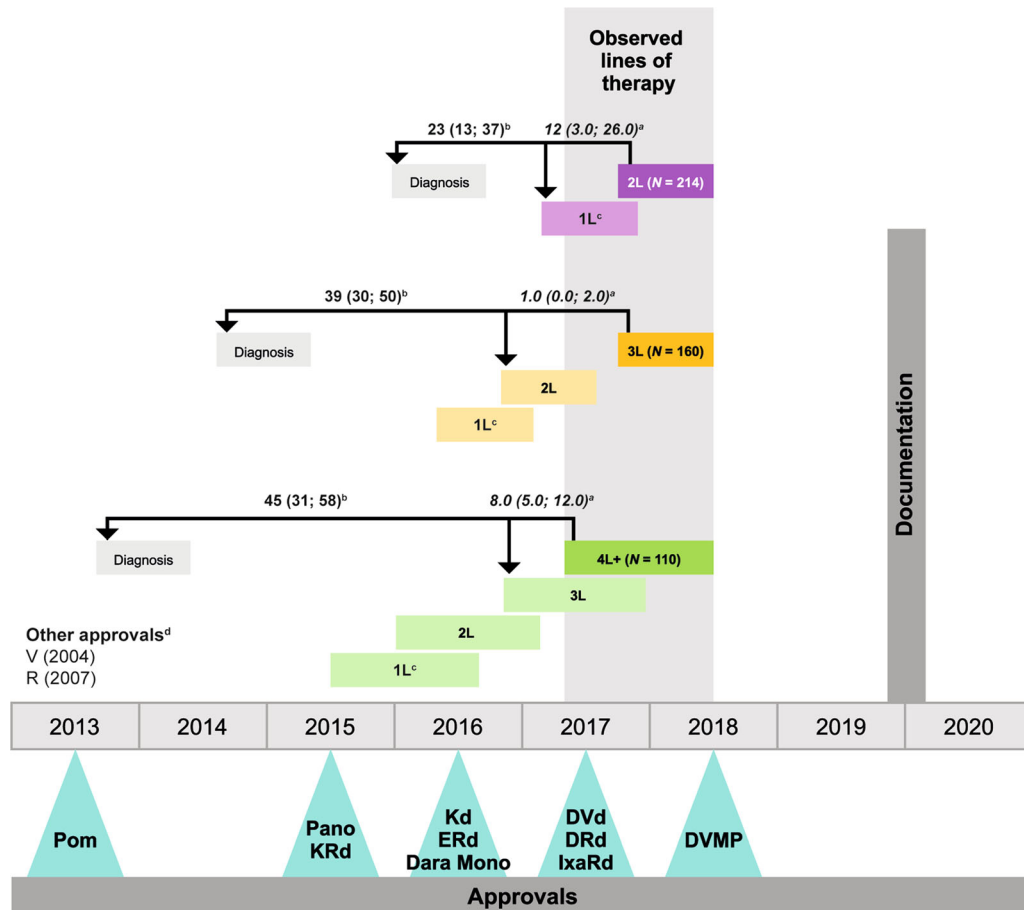 Observed
lines of
therapy
23 (13; 37)ᵇ 12 (3.0; 26.0)ᵃ
Diagnosis 2L (N = 214)
1Lᶜ
39 (30; 50)ᵇ 1.0 (0.0; 2.0)ᵃ
Diagnosis 3L (N = 160)
2L
1Lᶜ
45 (31; 58)ᵇ 8.0 (5.0; 12.0)ᵃ
Diagnosis 4L+ (N = 110)
3L
2L
1Lᶜ
Documentation
Other approvalsᵈ
V (2004)
R (2007)
2013 2014 2015 2016 2017 2018 2019 2020
Pom
Pano
KRd
Kd
ERd
Dara Mono
DVd
DRd
IxaRd
DVMP
Approvals